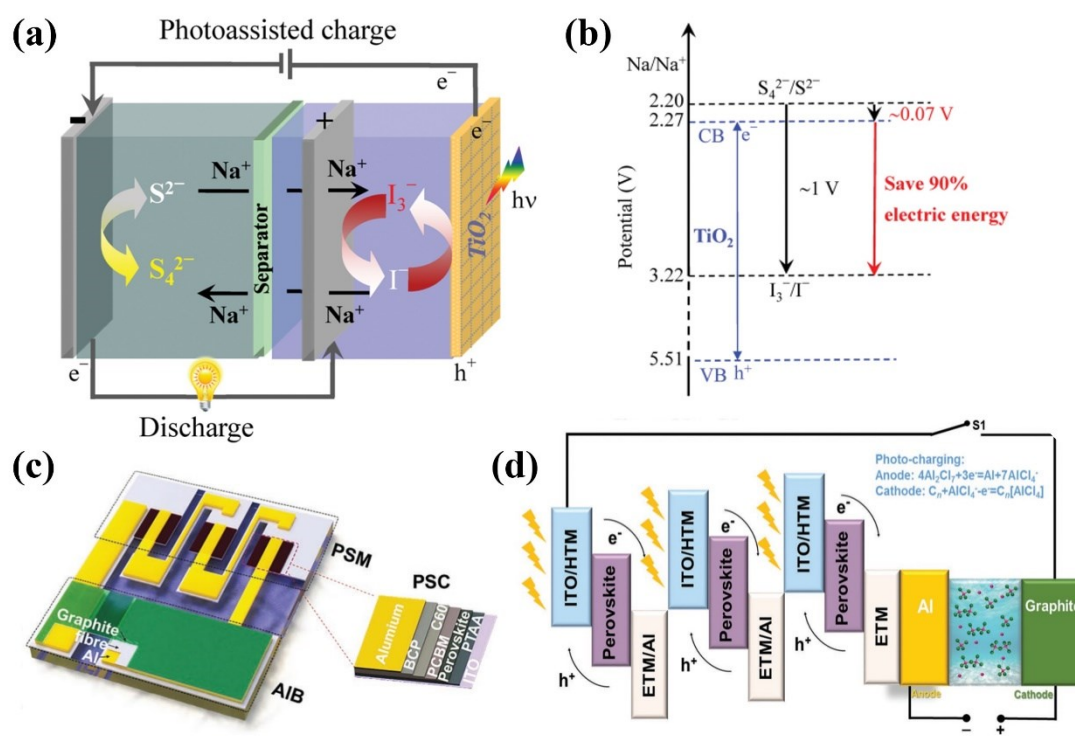 (a)
Photoassisted charge
e⁻
-
+
e⁻
Na⁺
Na⁺
S²⁻
I₃⁻
hν
Separator
TiO₂
S₄²⁻
I⁻
Na⁺
Na⁺
e⁻
h⁺
Discharge
(b)
Na/Na⁺
S₄²⁻/S²⁻
2.20
2.27
~0.07 V
CB
e⁻
Potential (V)
~1 V
Save 90%
electric energy
TiO₂
3.22
I₃⁻/I⁻
5.51
VB
h⁺
(c)
PSM
PSC
Graphite
fibre
Al
AIB
Alumium
BCP
PCBM
C60
Perovskite
PTAA
ITO
(d)
S1
Photo-charging:
Anode: 4Al₂Cl₇+3e⁻=Al+7AlCl₄⁻
Cathode: Cₙ+AlCl₄⁻-e⁻=Cₙ[AlCl₄]
ITO/HTM
e⁻
Perovskite
h⁺
ETM/Al
ITO/HTM
e⁻
Perovskite
h⁺
ETM/Al
ITO/HTM
e⁻
Perovskite
h⁺
ETM
Al
Graphite
Anode
Cathode
−
+